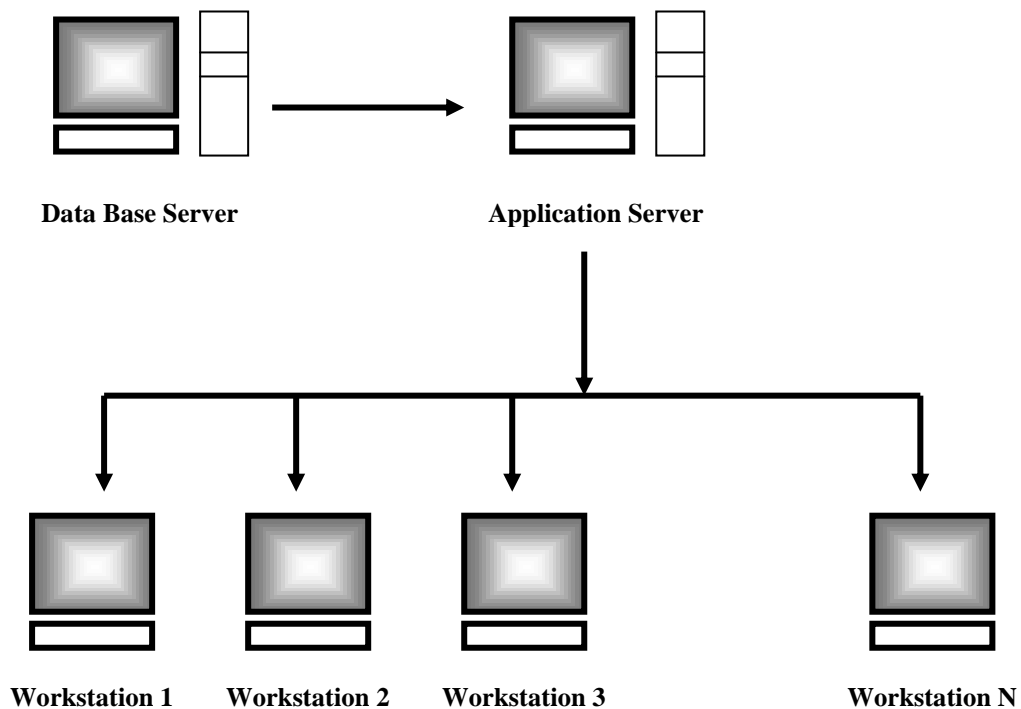 Data Base Server
Application Server
Workstation 1
Workstation 2
Workstation 3
Workstation N